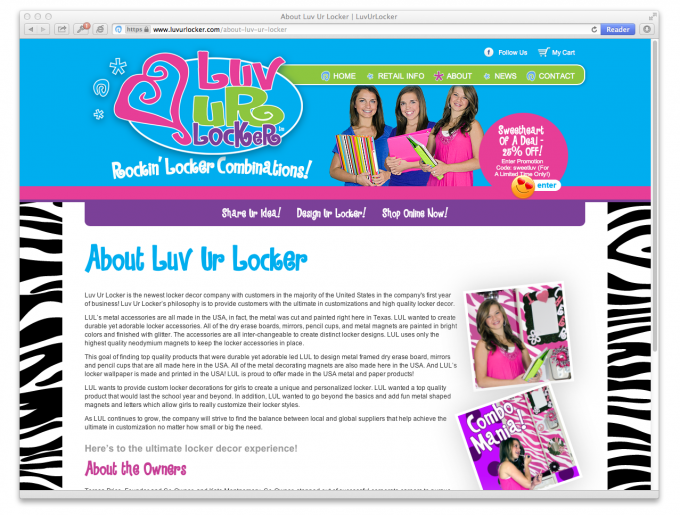 About Luv Ur Locker | LuvUrLocker
https www.luvurlocker.com/about-luv-ur-locker
Reader
Follow Us My Cart
HOME RETAIL INFO ABOUT NEWS CONTACT
Luv
UR
LOCKER
Rockin' Locker Combinations!
Sweetheart
Of A Deal -
25% Off!
Enter Promotion
Code: sweetluv (For
A Limited Time Only!)
enter
Share Ur Idea! Design Ur Locker! Shop Online Now!
About Luv Ur Locker
Luv Ur Locker is the newest locker decor company with customers in the majority of the United States in the company's first year
of business! Luv Ur Locker's philosophy is to provide customers with the ultimate in customizations and high quality locker decor.
LUL's metal accessories are all made in the USA, in fact, the metal was cut and painted right here in Texas. LUL wanted to create
durable yet adorable locker accessories. All of the dry erase boards, mirrors, pencil cups, and metal magnets are painted in bright
colors and finished with glitter. The accessories are all inter-changeable to create distinct locker designs. LUL uses only the
highest quality neodymium magnets to keep the locker accessories in place.
This goal of finding top quality products that were durable yet adorable led LUL to design metal framed dry erase board, mirrors
and pencil cups that are all made here in the USA. All of the metal decorating magnets are also made here in the USA. And LUL's
locker wallpaper is made and printed in the USA! LUL is proud to offer made in the USA metal and paper products!
LUL wants to provide custom locker decorations for girls to create a unique and personalized locker. LUL wanted a top quality
product that would last the school year and beyond. In addition, LUL wanted to go beyond the basics and add fun metal shaped
magnets and letters which allow girls to really customize their locker styles.
As LUL continues to grow, the company will strive to find the balance between local and global suppliers that help achieve the
ultimate in customization no matter how small or big the need.
Combo
Mania!
Here's to the ultimate locker decor experience!
About the Owners